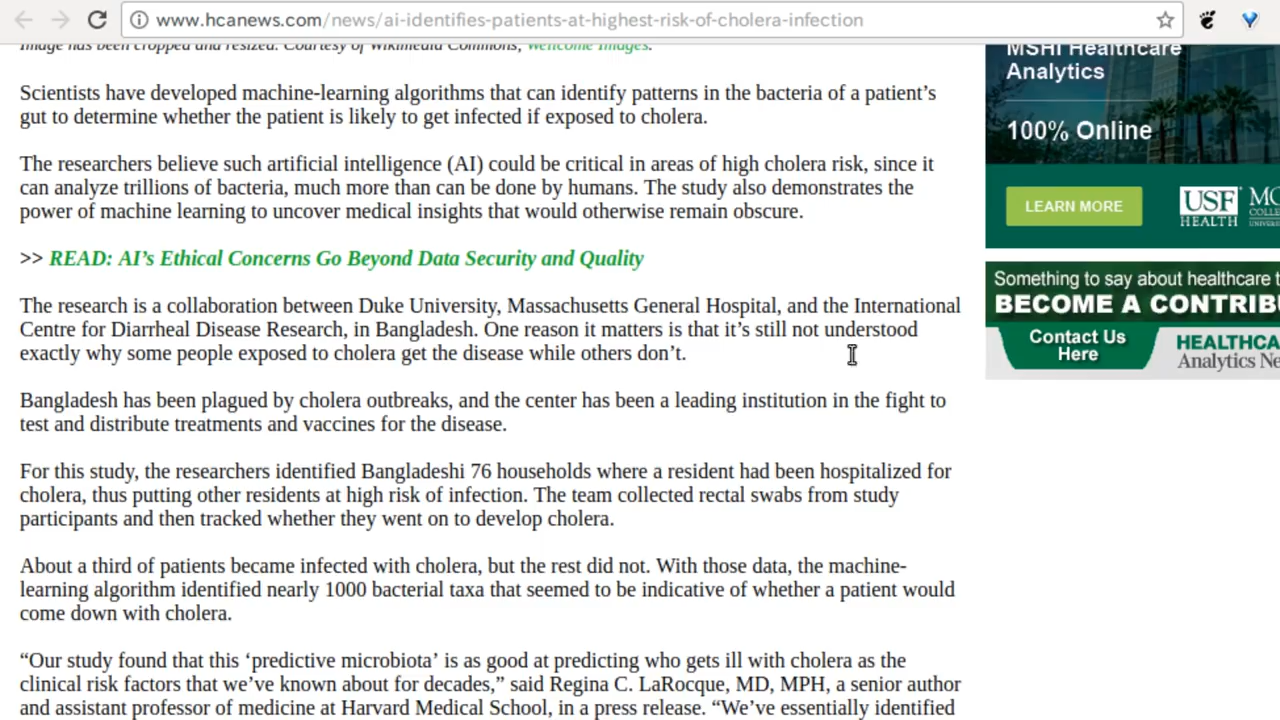 www.hcanews.com/news/ai-identifies-patients-at-highest-risk-of-cholera-infection
Image has been cropped and resized. Courtesy of Wikimedia Commons, Wellcome Images.
Scientists have developed machine-learning algorithms that can identify patterns in the bacteria of a patient’s
gut to determine whether the patient is likely to get infected if exposed to cholera.
The researchers believe such artificial intelligence (AI) could be critical in areas of high cholera risk, since it
can analyze trillions of bacteria, much more than can be done by humans. The study also demonstrates the
power of machine learning to uncover medical insights that would otherwise remain obscure.
>> READ: AI’s Ethical Concerns Go Beyond Data Security and Quality
The research is a collaboration between Duke University, Massachusetts General Hospital, and the International
Centre for Diarrheal Disease Research, in Bangladesh. One reason it matters is that it’s still not understood
exactly why some people exposed to cholera get the disease while others don’t.
Bangladesh has been plagued by cholera outbreaks, and the center has been a leading institution in the fight to
test and distribute treatments and vaccines for the disease.
For this study, the researchers identified Bangladeshi 76 households where a resident had been hospitalized for
cholera, thus putting other residents at high risk of infection. The team collected rectal swabs from study
participants and then tracked whether they went on to develop cholera.
About a third of patients became infected with cholera, but the rest did not. With those data, the machine-
learning algorithm identified nearly 1000 bacterial taxa that seemed to be indicative of whether a patient would
come down with cholera.
“Our study found that this ‘predictive microbiota’ is as good at predicting who gets ill with cholera as the
clinical risk factors that we’ve known about for decades,” said Regina C. LaRocque, MD, MPH, a senior author
and assistant professor of medicine at Harvard Medical School, in a press release. “We’ve essentially identified
MSHI Healthcare
Analytics
100% Online
LEARN MORE
USF
HEALTH
MO
COLLE
UNIVERSI
Something to say about healthcare t
BECOME A CONTRIB
Contact Us
Here
HEALTHCA
Analytics Ne